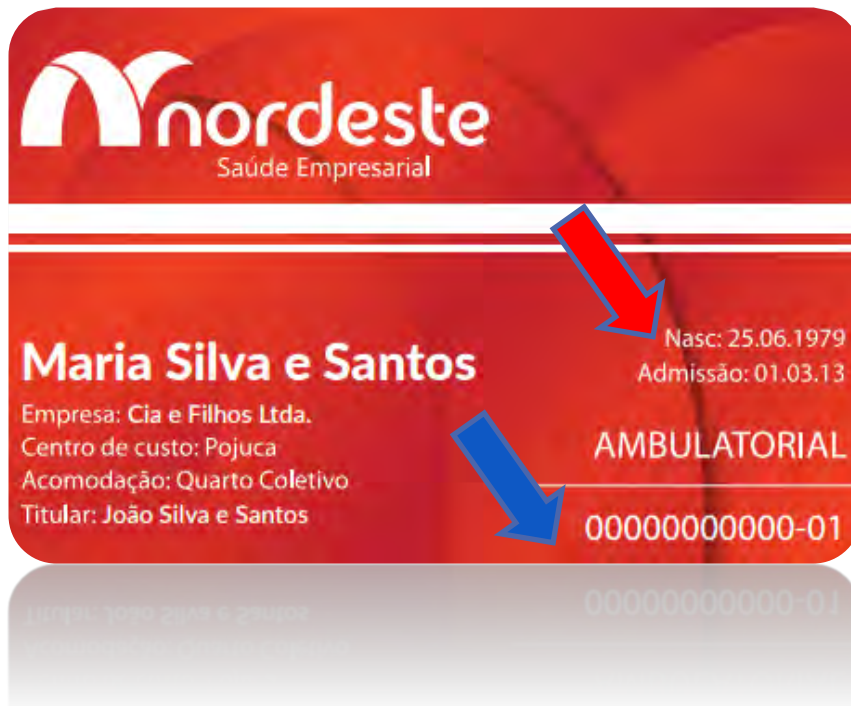 nordeste
Saúde Empresarial
Nasc: 25.06.1979
Admissão: 01.03.13
Maria Silva e Santos
Empresa: Cia e Filhos Ltda.
Centro de custo: Pojuca
Acomodação: Quarto Coletivo
Titular: João Silva e Santos
AMBULATORIAL
00000000000-01